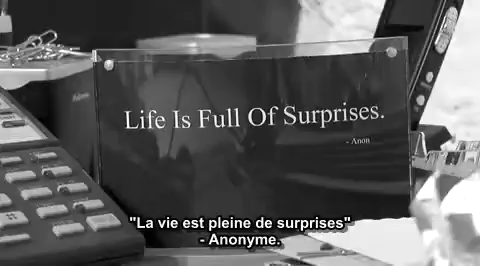 Life Is Full Of Surprises.
- Anon
"La vie est pleine de surprises"
- Anonyme.